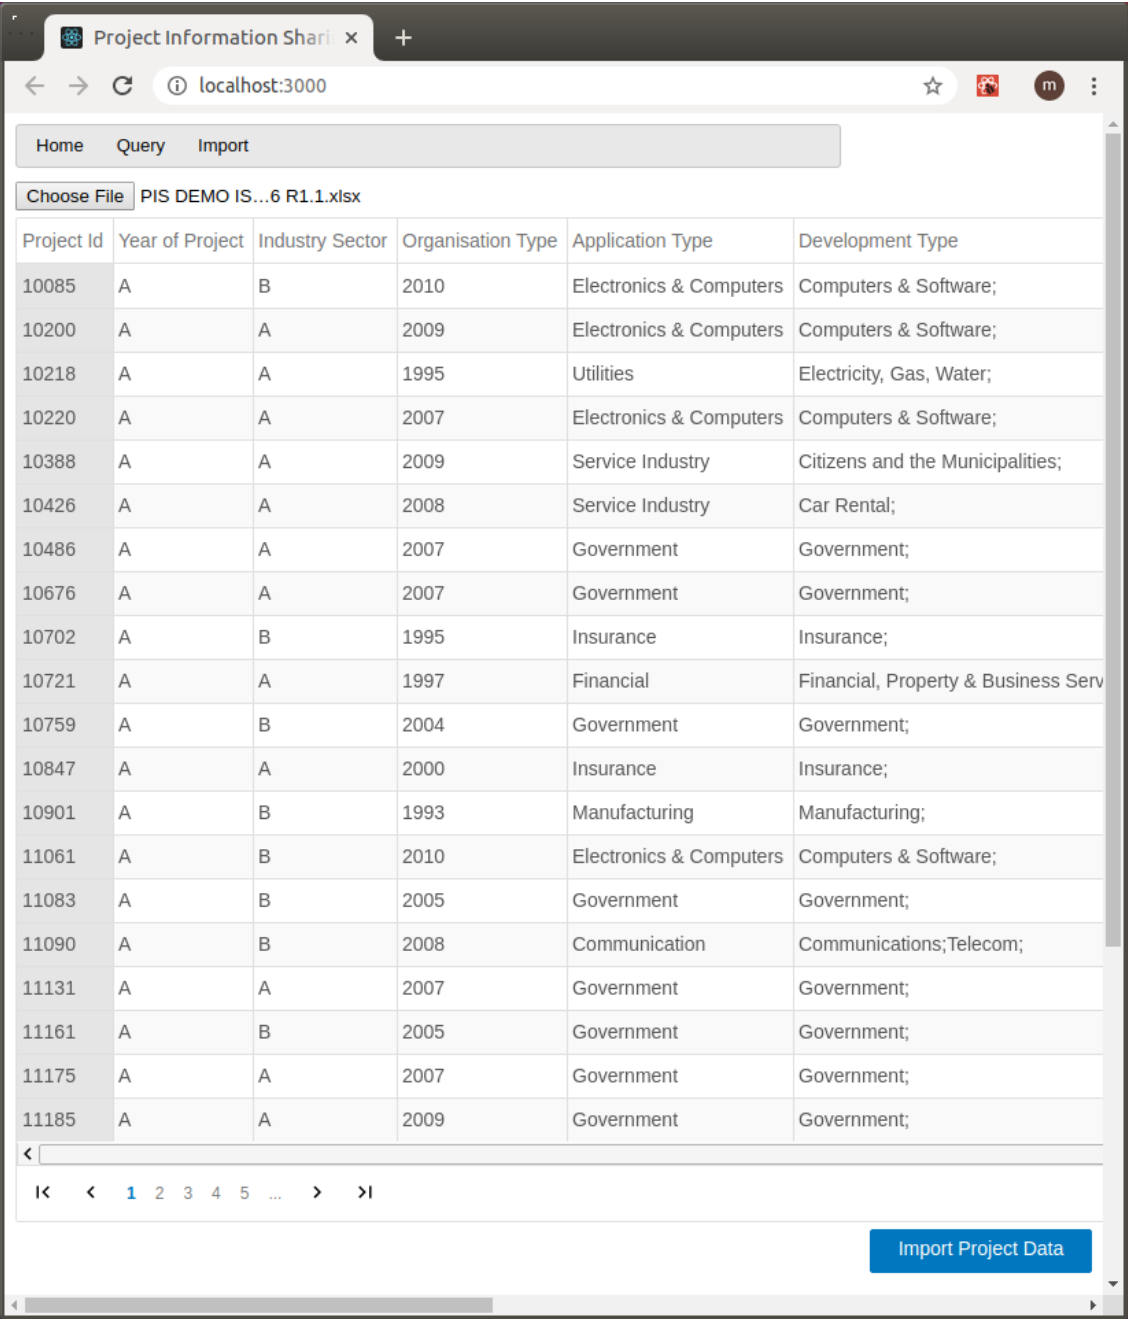 Project Information Shari
localhost:3000
m
Home Query Import
Choose File PIS DEMO IS...6 R1.1.xlsx
Project Id Year of Project Industry Sector Organisation Type Application Type Development Type
10085 A B 2010 Electronics & Computers Computers & Software;
10200 A A 2009 Electronics & Computers Computers & Software;
10218 A A 1995 Utilities Electricity, Gas, Water;
10220 A A 2007 Electronics & Computers Computers & Software;
10388 A A 2009 Service Industry Citizens and the Municipalities;
10426 A A 2008 Service Industry Car Rental;
10486 A A 2007 Government Government;
10676 A A 2007 Government Government;
10702 A B 1995 Insurance Insurance;
10721 A A 1997 Financial Financial, Property & Business Serv
10759 A B 2004 Government Government;
10847 A A 2000 Insurance Insurance;
10901 A B 1993 Manufacturing Manufacturing;
11061 A B 2010 Electronics & Computers Computers & Software;
11083 A B 2005 Government Government;
11090 A B 2008 Communication Communications;Telecom;
11131 A A 2007 Government Government;
11161 A B 2005 Government Government;
11175 A A 2007 Government Government;
11185 A A 2009 Government Government;
1 2 3 4 5 ...
Import Project Data